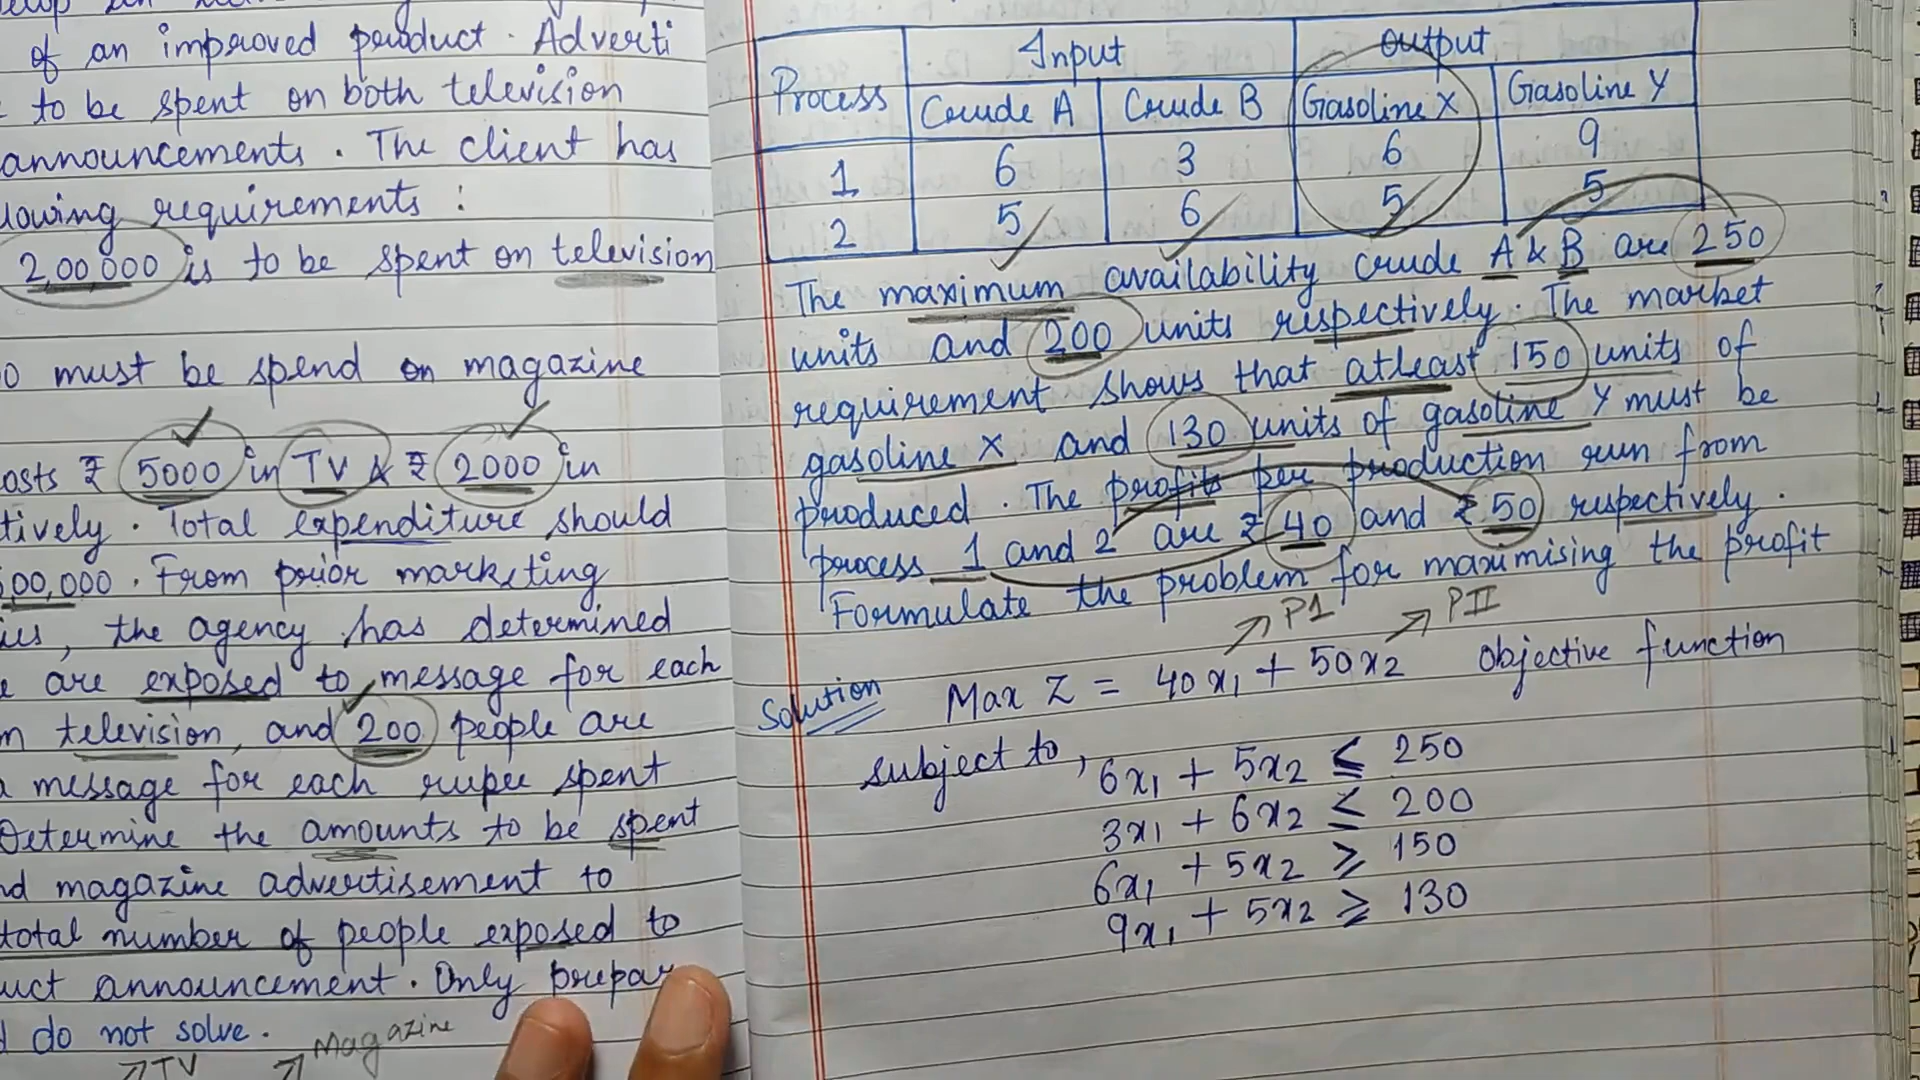 of an improved product. Adverti
to be spent on both television
announcements. The client has
lowing requirements :
2,00,000 is to be spent on television
0 must be spend on magazine
osts ₹ 5000 in TV & ₹ 2000 in
tively. Total expenditure should
00,000. From prior marketing
ies, the agency has determined
e are exposed to message for each
n television, and 200 people are
a message for each rupee spent
Determine the amounts to be spent
nd magazine advertisement to
total number of people exposed to
uct announcement. Only prepar
d do not solve.
TV Magazine
Process Input Output
Crude A Crude B Gasoline X Gasoline Y
1 6 3 6 9
2 5 6 5 5
The maximum availability crude A & B are 250
units and 200 units respectively. The market
requirement shows that atleast 150 units of
gasoline X and 130 units of gasoline Y must be
produced. The profits per production run from
process 1 and 2 are ₹ 40 and ₹ 50 respectively.
Formulate the problem for maximising the profit
P1 PII
Solution Max Z = 40x₁ + 50x₂ Objective function
subject to, 6x₁ + 5x₂ ≤ 250
3x₁ + 6x₂ ≤ 200
6x₁ + 5x₂ ≥ 150
9x₁ + 5x₂ ≥ 130